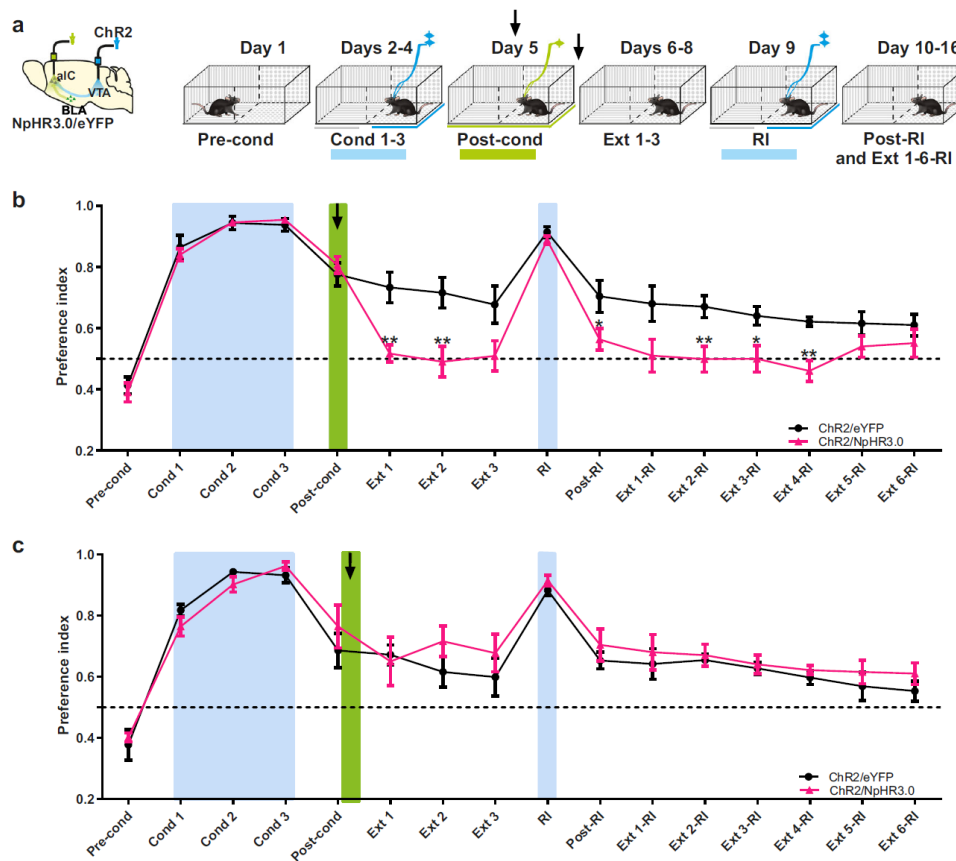 a
ChR2
aIC
VTA
BLA
NpHR3.0/eYFP
Day 1
Days 2-4
Day 5
Days 6-8
Day 9
Day 10-16
Pre-cond
Cond 1-3
Post-cond
Ext 1-3
RI
Post-RI
and Ext 1-6-RI
b
Preference index
1.0
0.8
0.6
0.4
0.2
**
**
*
**
*
**
ChR2/eYFP
ChR2/NpHR3.0
Pre-cond
Cond 1
Cond 2
Cond 3
Post-cond
Ext 1
Ext 2
Ext 3
RI
Post-RI
Ext 1-RI
Ext 2-RI
Ext 3-RI
Ext 4-RI
Ext 5-RI
Ext 6-RI
c
Preference index
1.0
0.8
0.6
0.4
0.2
ChR2/eYFP
ChR2/NpHR3.0
Pre-cond
Cond 1
Cond 2
Cond 3
Post-cond
Ext 1
Ext 2
Ext 3
RI
Post-RI
Ext 1-RI
Ext 2-RI
Ext 3-RI
Ext 4-RI
Ext 5-RI
Ext 6-RI